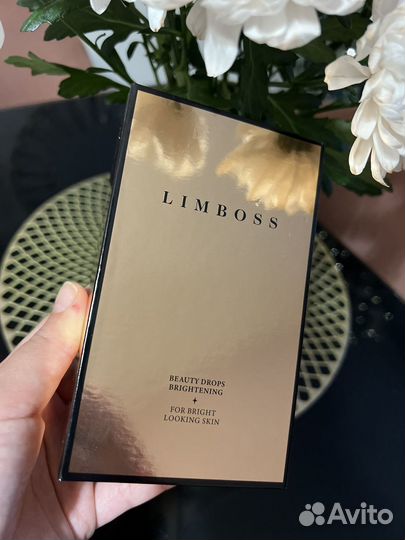 LIMBOSS
BEAUTY DROPS
BRIGHTENING
+
FOR BRIGHT
LOOKING SKIN
Avito